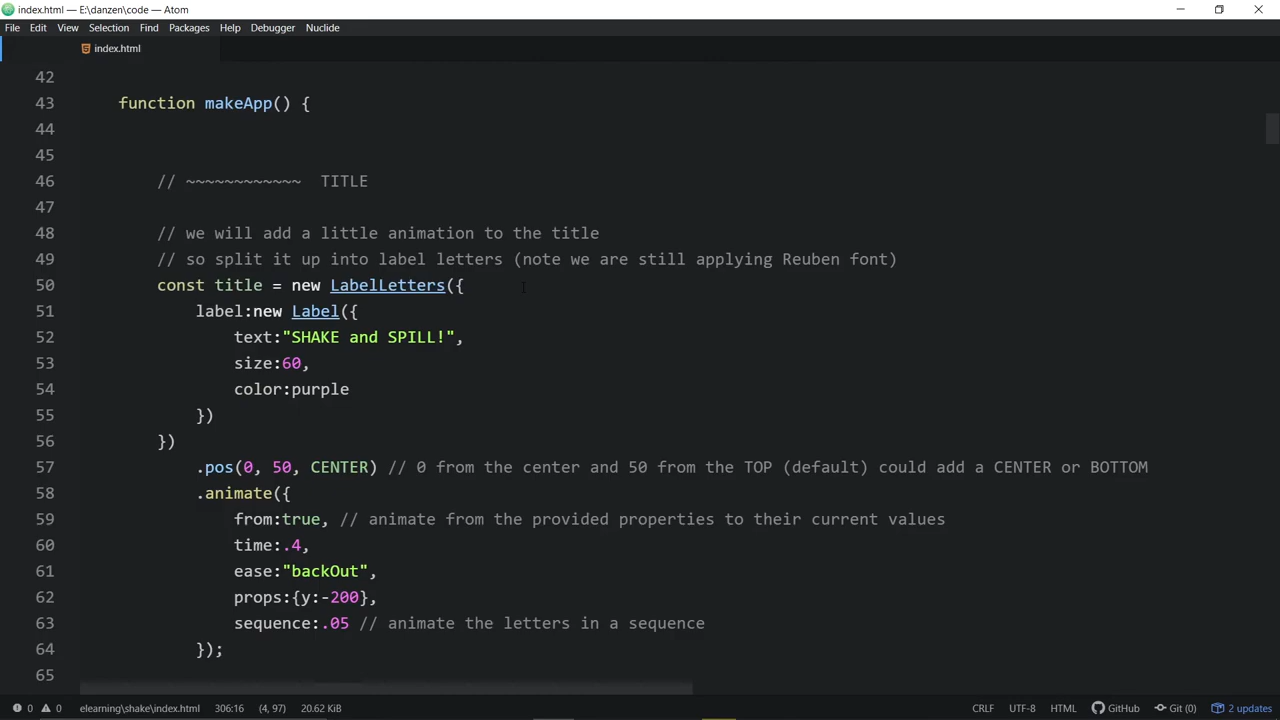 index.html — E:\danzen\code — Atom
File Edit View Selection Find Packages Help Debugger Nuclide
index.html
42
43 function makeApp() {
44
45
46 // ~~~~~~~~~~~~ TITLE
47
48 // we will add a little animation to the title
49 // so split it up into label letters (note we are still applying Reuben font)
50 const title = new LabelLetters({
51 label:new Label({
52 text:"SHAKE and SPILL!",
53 size:60,
54 color:purple
55 })
56 })
57 .pos(0, 50, CENTER) // 0 from the center and 50 from the TOP (default) could add a CENTER or BOTTOM
58 .animate({
59 from:true, // animate from the provided properties to their current values
60 time:.4,
61 ease:"backOut",
62 props:{y:-200},
63 sequence:.05 // animate the letters in a sequence
64 });
65
0 0 elearning\shake\index.html 306:16 (4, 97) 20.62 KiB CRLF UTF-8 HTML GitHub Git (0) 2 updates